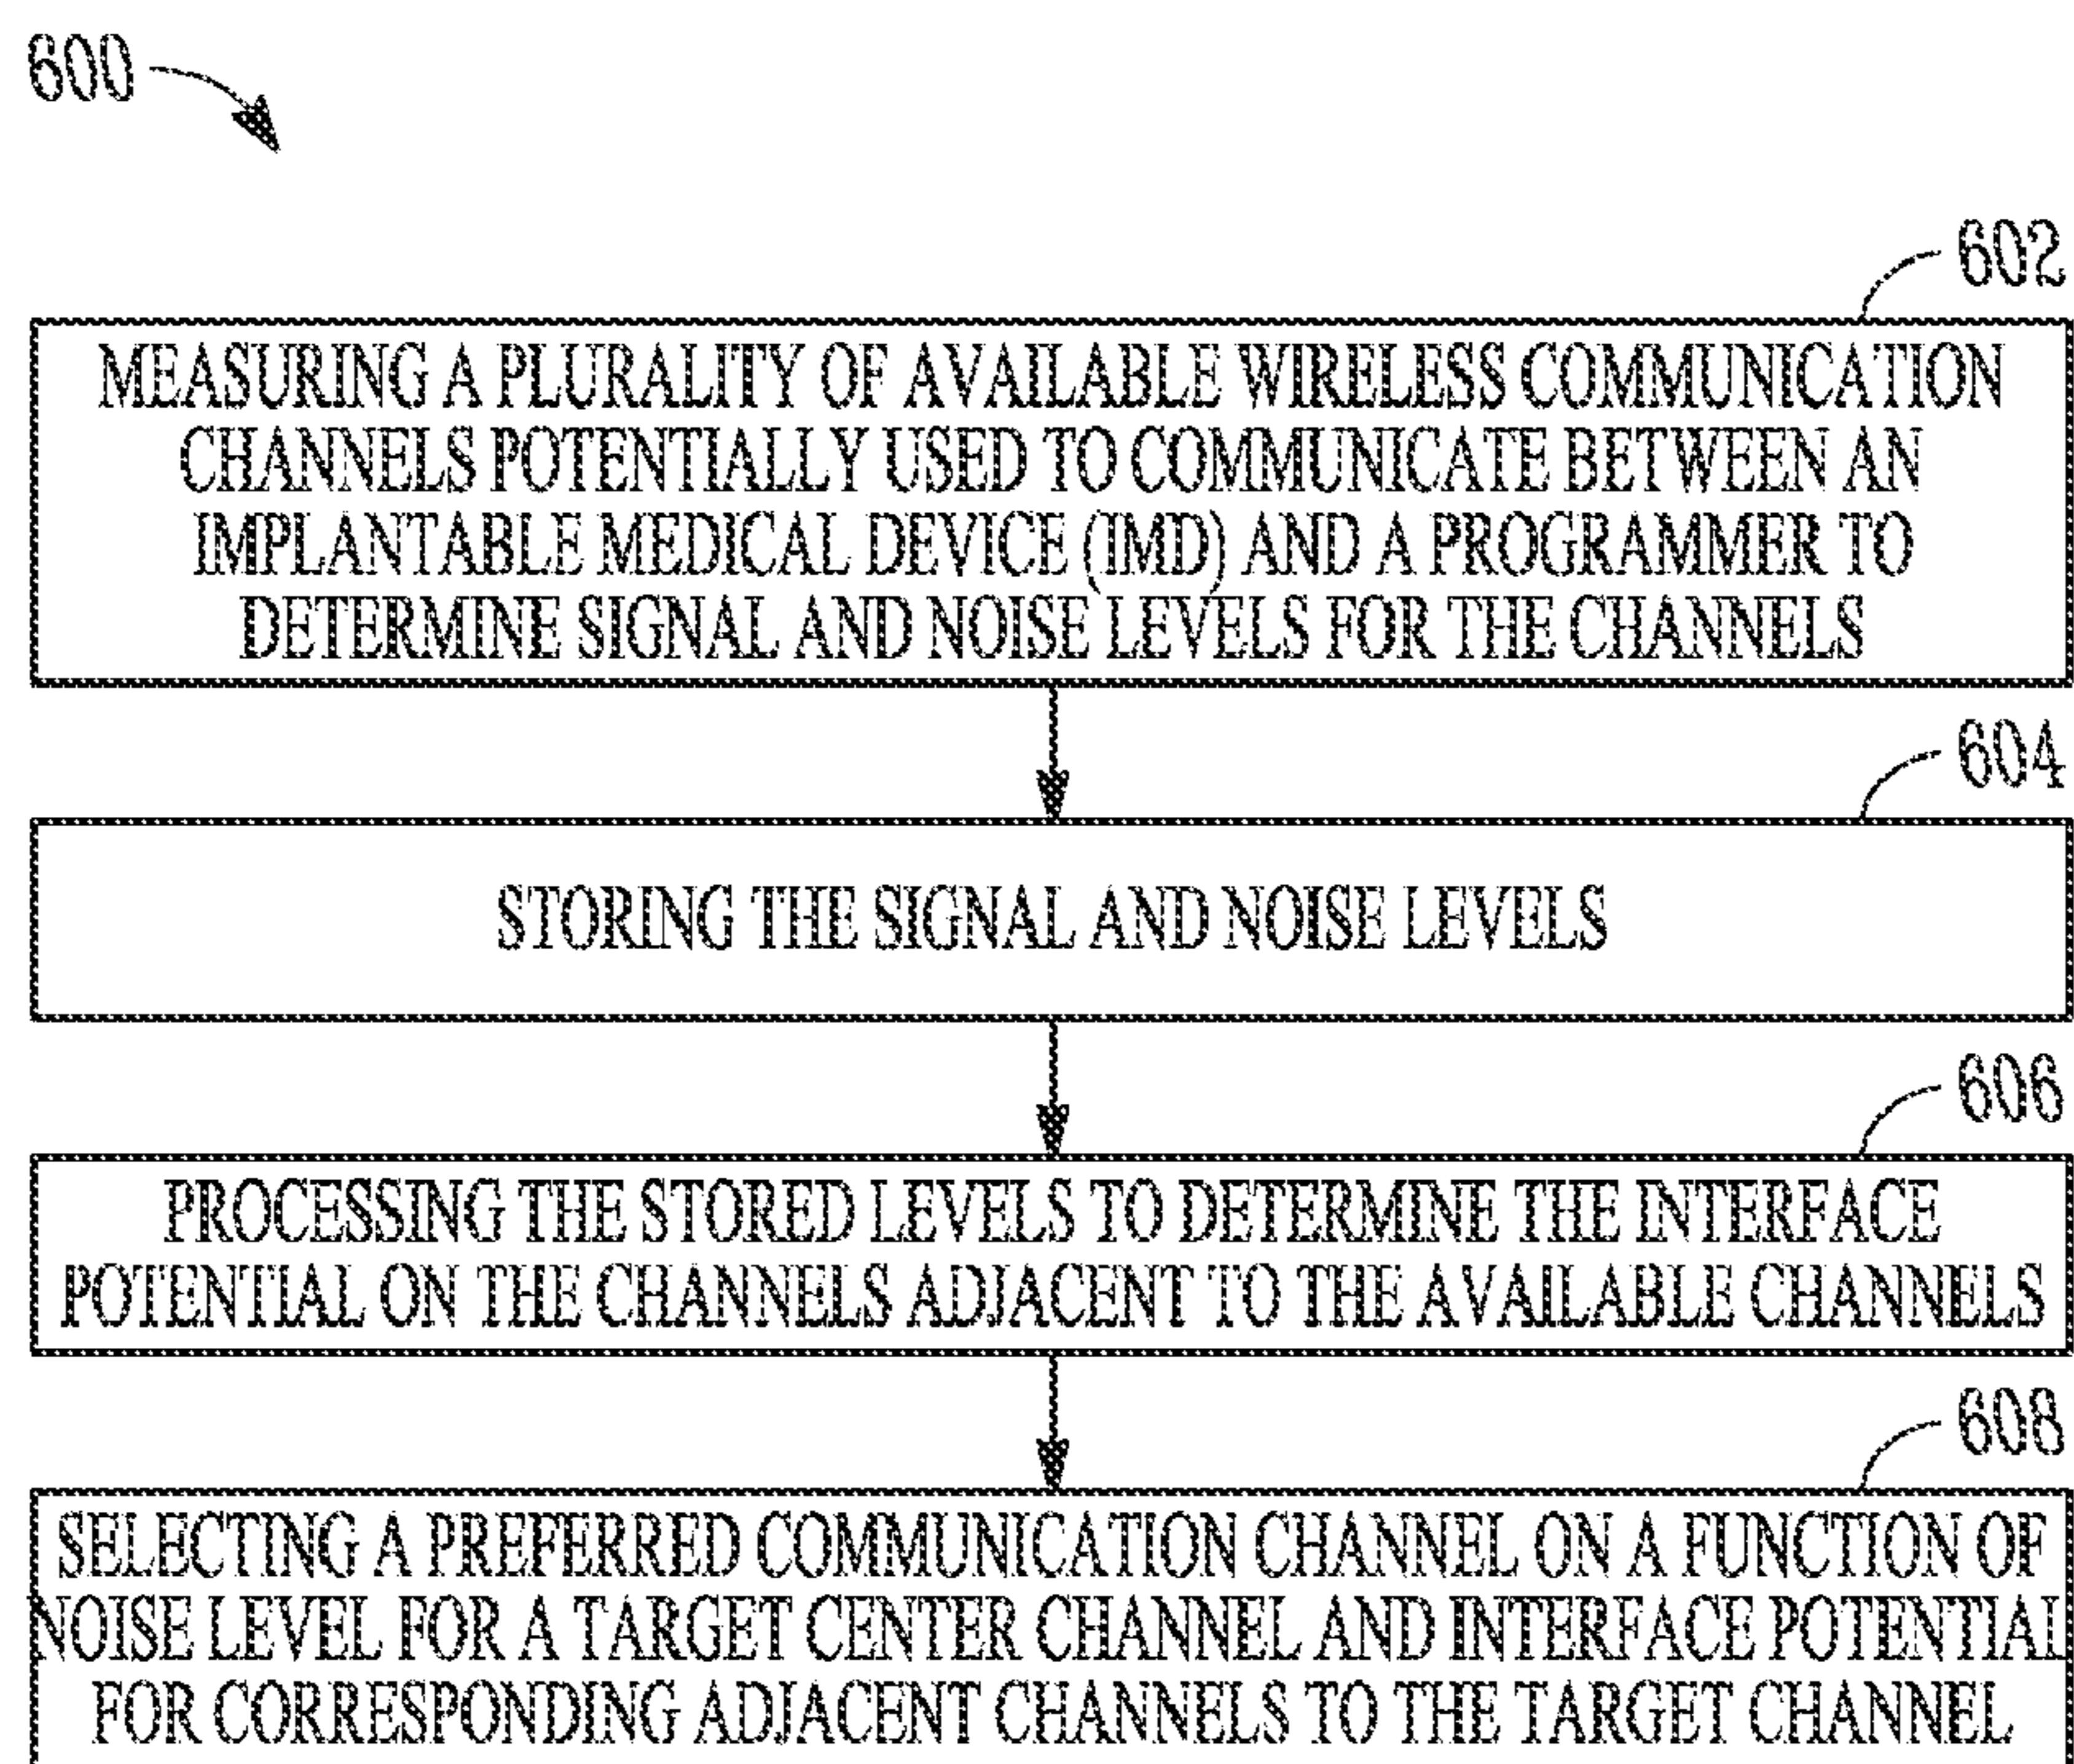 600
602
MEASURING A PLURALITY OF AVAILABLE WIRELESS COMMUNICATION
CHANNELS POTENTIALLY USED TO COMMUNICATE BETWEEN AN
IMPLANTABLE MEDICAL DEVICE (IMD) AND A PROGRAMMER TO
DETERMINE SIGNAL AND NOISE LEVELS FOR THE CHANNELS
604
STORING THE SIGNAL AND NOISE LEVELS
606
PROCESSING THE STORED LEVELS TO DETERMINE THE INTERFACE
POTENTIAL ON THE CHANNELS ADJACENT TO THE AVAILABLE CHANNELS
608
SELECTING A PREFERRED COMMUNICATION CHANNEL ON A FUNCTION OF
NOISE LEVEL FOR A TARGET CENTER CHANNEL AND INTERFACE POTENTIAL
FOR CORRESPONDING ADJACENT CHANNELS TO THE TARGET CHANNEL